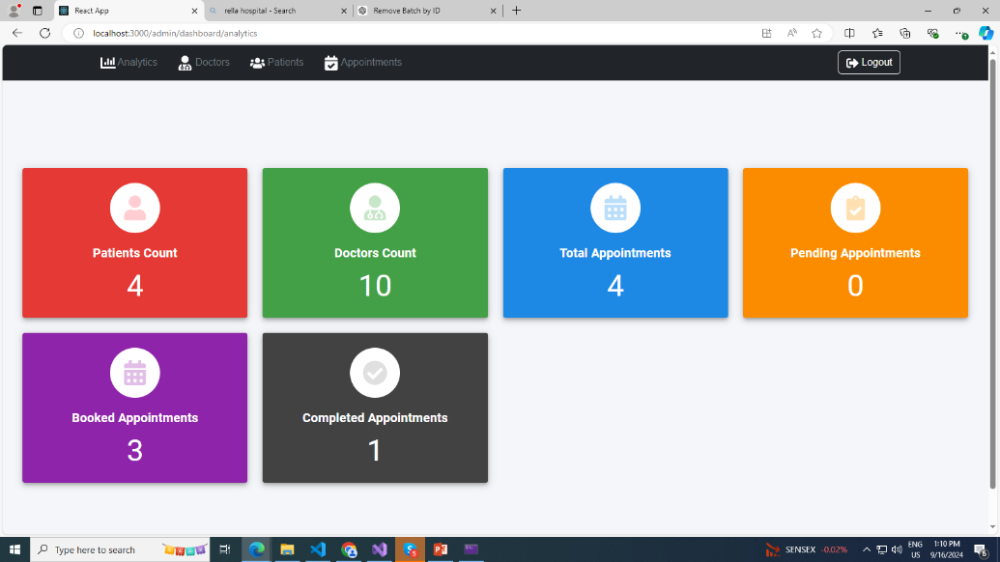 React App
rella hospital - Search
Remove Batch by ID
localhost:3000/admin/dashboard/analytics
Analytics
Doctors
Patients
Appointments
Logout
Patients Count
4
Doctors Count
10
Total Appointments
4
Pending Appointments
0
Booked Appointments
3
Completed Appointments
1
Type here to search
SENSEX -0.02%
ENG
US
1:10 PM
9/16/2024
6